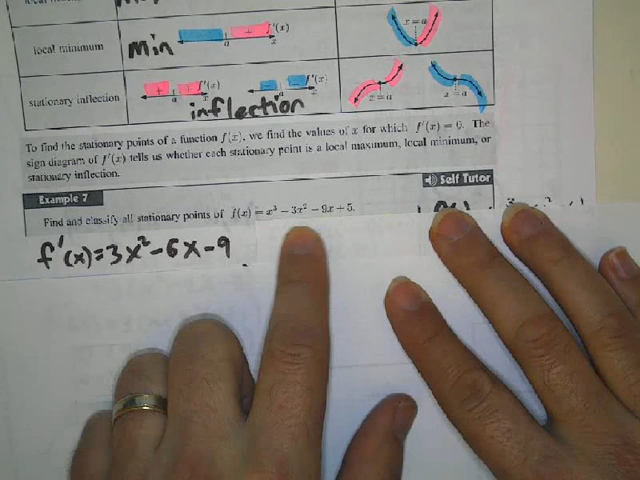 local minimum
min
+
f'(x)
a
x
x = a
stationary inflection
+
+
f'(x)
a
x
-
-
f'(x)
a
x
inflection
x = a
x = a
To find the stationary points of a function f(x), we find the values of x for which f'(x) = 0. The
sign diagram of f'(x) tells us whether each stationary point is a local maximum, local minimum, or
stationary inflection.
Example 7
Self Tutor
Find and classify all stationary points of f(x) = x³ − 3x² − 9x + 5.
f'(x)=3x²-6x-9